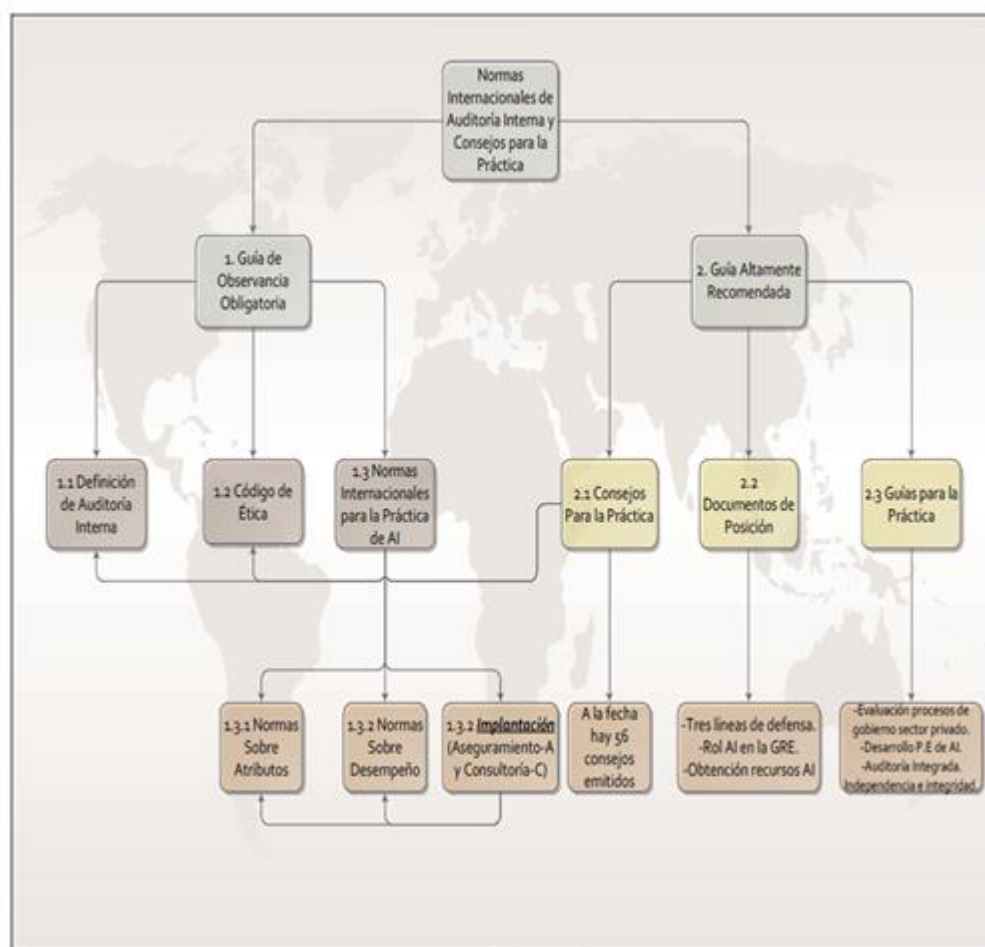 Normas
Internacionales de
Auditoría Interna y
Consejos para la
Práctica
1. Guía de
Observancia
Obligatoria
2. Guía Altamente
Recomendada
1.1 Definición
de Auditoría
Interna
1.2 Código de
Ética
1.3 Normas
Internacionales
para la Práctica
de AI
2.1 Consejos
Para la Práctica
2.2
Documentos de
Posición
2.3 Guías para la
Práctica
1.3.1 Normas
Sobre
Atributos
1.3.2 Normas
Sobre
Desempeño
1.3.2 Implantación
(Aseguramiento-A
y Consultoría-C)
A la fecha
hay 56
consejos
emitidos
-Tres líneas de defensa.
-Rol AI en la GRE.
-Obtención recursos AI
-Evaluación procesos de
gobierno sector privado.
-Desarrollo P.E de AI.
-Auditoría Integrada.
Independencia e integridad.